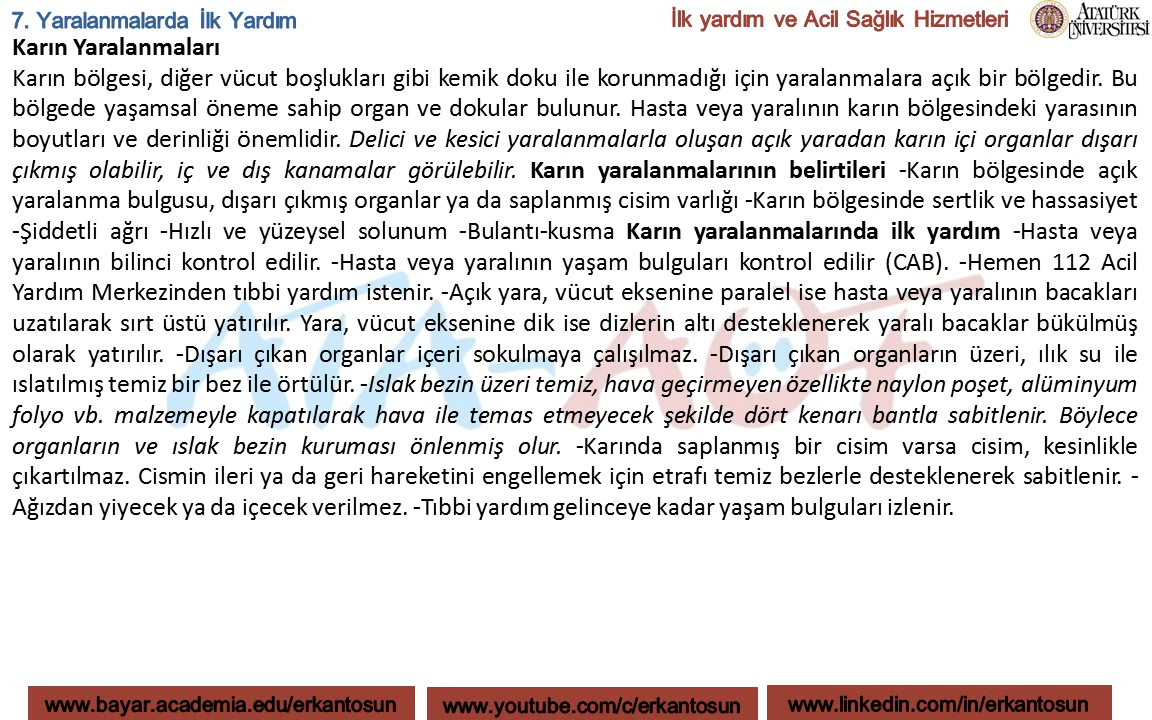 7. Yaralanmalarda İlk Yardım
İlk yardım ve Acil Sağlık Hizmetleri
ATATÜRK
ÜNİVERSİTESİ
Karın Yaralanmaları
Karın bölgesi, diğer vücut boşlukları gibi kemik doku ile korunmadığı için yaralanmalara açık bir bölgedir. Bu
bölgede yaşamsal öneme sahip organ ve dokular bulunur. Hasta veya yaralının karın bölgesindeki yarasının
boyutları ve derinliği önemlidir. Delici ve kesici yaralanmalarla oluşan açık yaradan karın içi organlar dışarı
çıkmış olabilir, iç ve dış kanamalar görülebilir. Karın yaralanmalarının belirtileri -Karın bölgesinde açık
yaralanma bulgusu, dışarı çıkmış organlar ya da saplanmış cisim varlığı -Karın bölgesinde sertlik ve hassasiyet
-Şiddetli ağrı -Hızlı ve yüzeysel solunum -Bulantı-kusma Karın yaralanmalarında ilk yardım -Hasta veya
yaralının bilinci kontrol edilir. -Hasta veya yaralının yaşam bulguları kontrol edilir (CAB). -Hemen 112 Acil
Yardım Merkezinden tıbbi yardım istenir. -Açık yara, vücut eksenine paralel ise hasta veya yaralının bacakları
uzatılarak sırt üstü yatırılır. Yara, vücut eksenine dik ise dizlerin altı desteklenerek yaralı bacaklar bükülmüş
olarak yatırılır. -Dışarı çıkan organlar içeri sokulmaya çalışılmaz. -Dışarı çıkan organların üzeri, ılık su ile
ıslatılmış temiz bir bez ile örtülür. -Islak bezin üzeri temiz, hava geçirmeyen özellikte naylon poşet, alüminyum
folyo vb. malzemeyle kapatılarak hava ile temas etmeyecek şekilde dört kenarı bantla sabitlenir. Böylece
organların ve ıslak bezin kuruması önlenmiş olur. -Karında saplanmış bir cisim varsa cisim, kesinlikle
çıkartılmaz. Cismin ileri ya da geri hareketini engellemek için etrafı temiz bezlerle desteklenerek sabitlenir. -
Ağızdan yiyecek ya da içecek verilmez. -Tıbbi yardım gelinceye kadar yaşam bulguları izlenir.
ATA-AÖF
www.bayar.academia.edu/erkantosun
www.youtube.com/c/erkantosun
www.linkedin.com/in/erkantosun